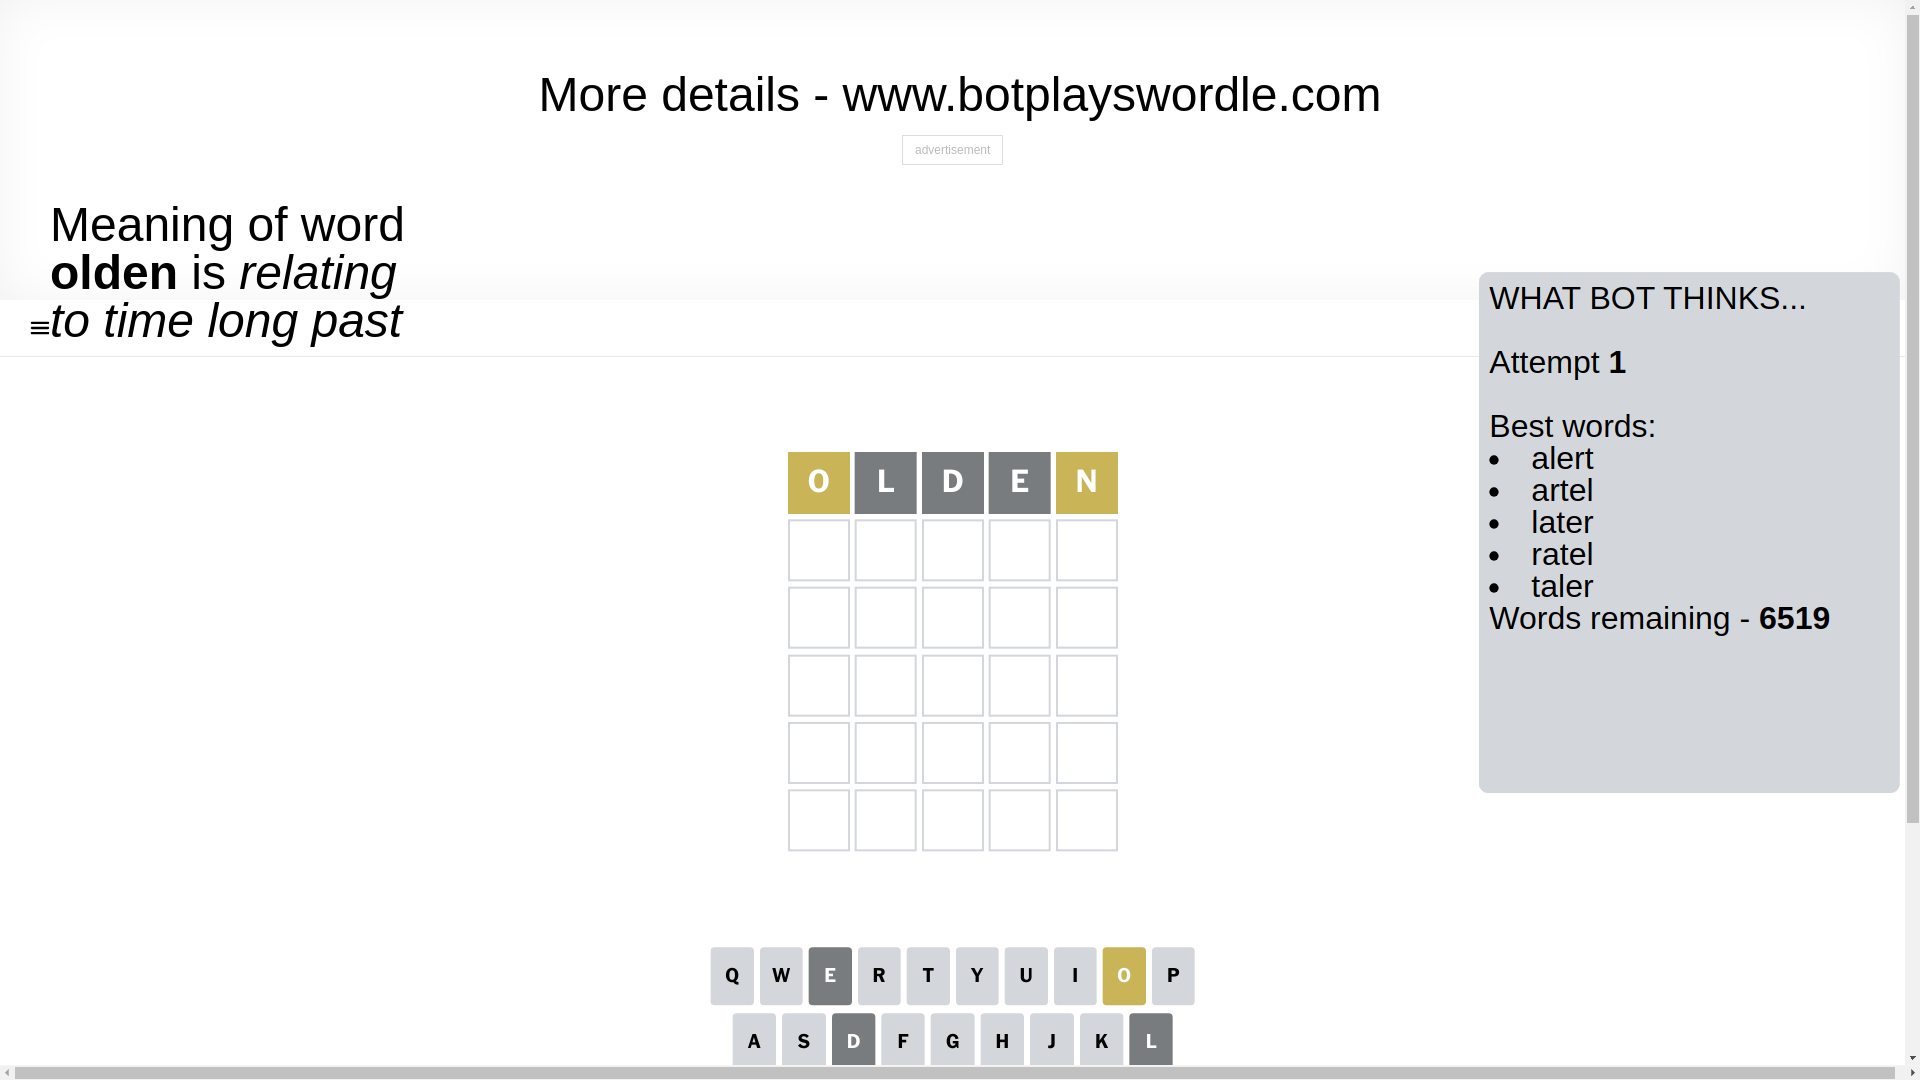 More details - www.botplayswordle.com
advertisement
Meaning of word
olden is relating
to time long past
WHAT BOT THINKS...
Attempt 1
Best words:
• alert
• artel
• later
• ratel
• taler
Words remaining - 6519
O L D E N
Q W E R T Y U I O P
A S D F G H J K L